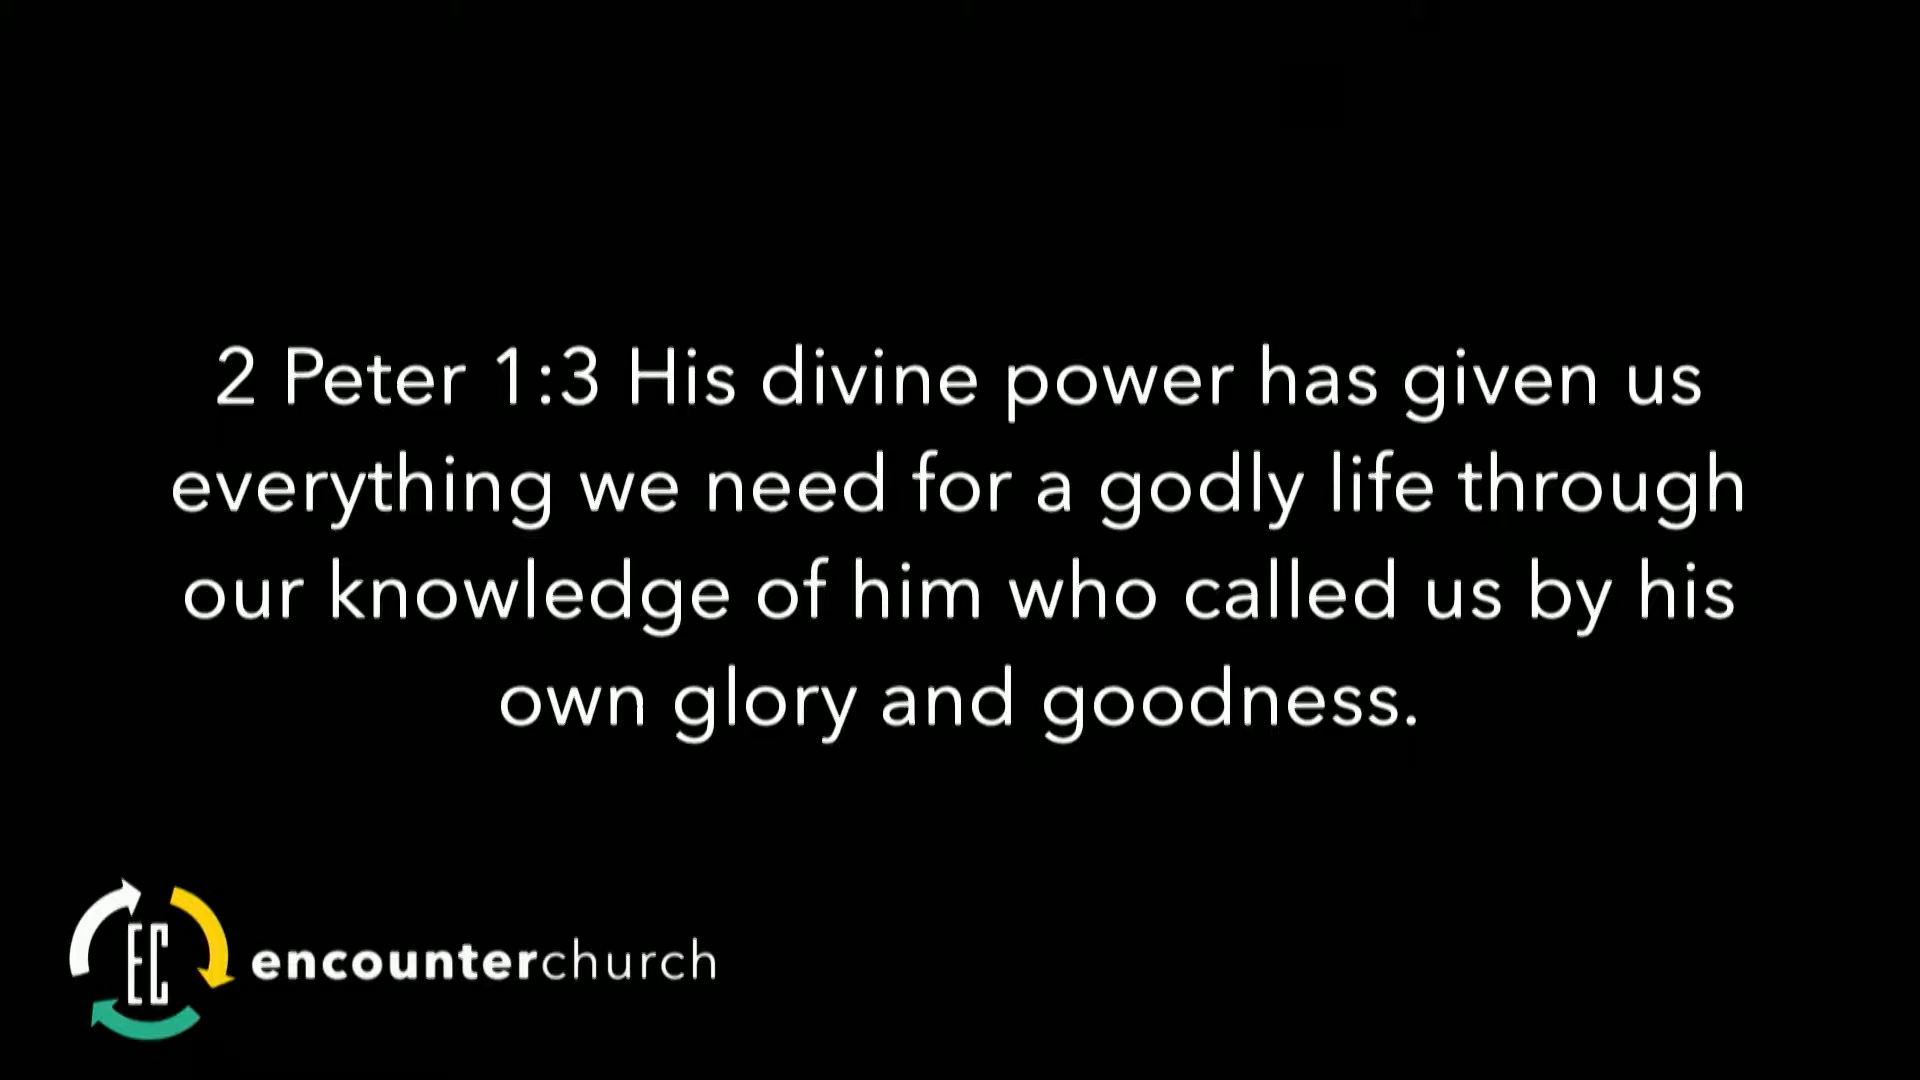 2 Peter 1:3 His divine power has given us
everything we need for a godly life through
our knowledge of him who called us by his
own glory and goodness.
EC
encounterchurch